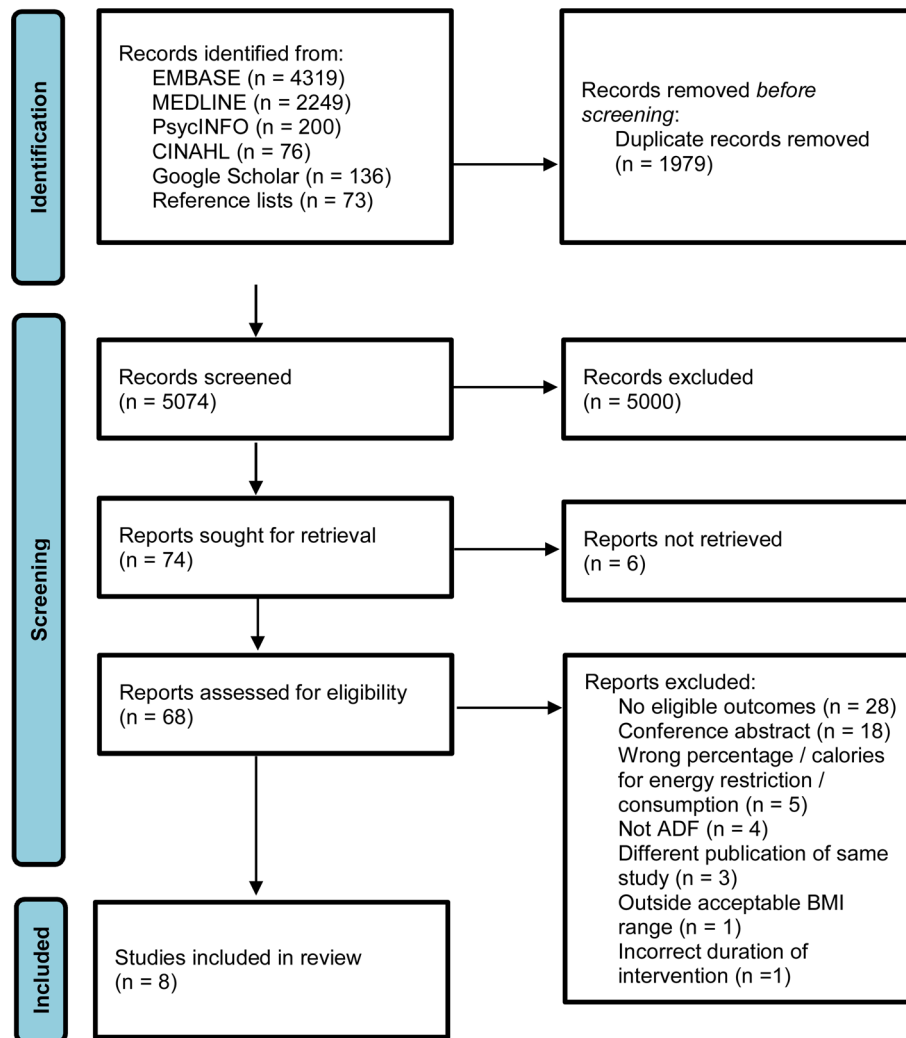 Identification
Records identified from:
EMBASE (n = 4319)
MEDLINE (n = 2249)
PsycINFO (n = 200)
CINAHL (n = 76)
Google Scholar (n = 136)
Reference lists (n = 73)
Records removed before
screening:
Duplicate records removed
(n = 1979)
Screening
Records screened
(n = 5074)
Records excluded
(n = 5000)
Reports sought for retrieval
(n = 74)
Reports not retrieved
(n = 6)
Reports assessed for eligibility
(n = 68)
Reports excluded:
No eligible outcomes (n = 28)
Conference abstract (n = 18)
Wrong percentage / calories
for energy restriction /
consumption (n = 5)
Not ADF (n = 4)
Different publication of same
study (n = 3)
Outside acceptable BMI
range (n = 1)
Incorrect duration of
intervention (n =1)
Included
Studies included in review
(n = 8)